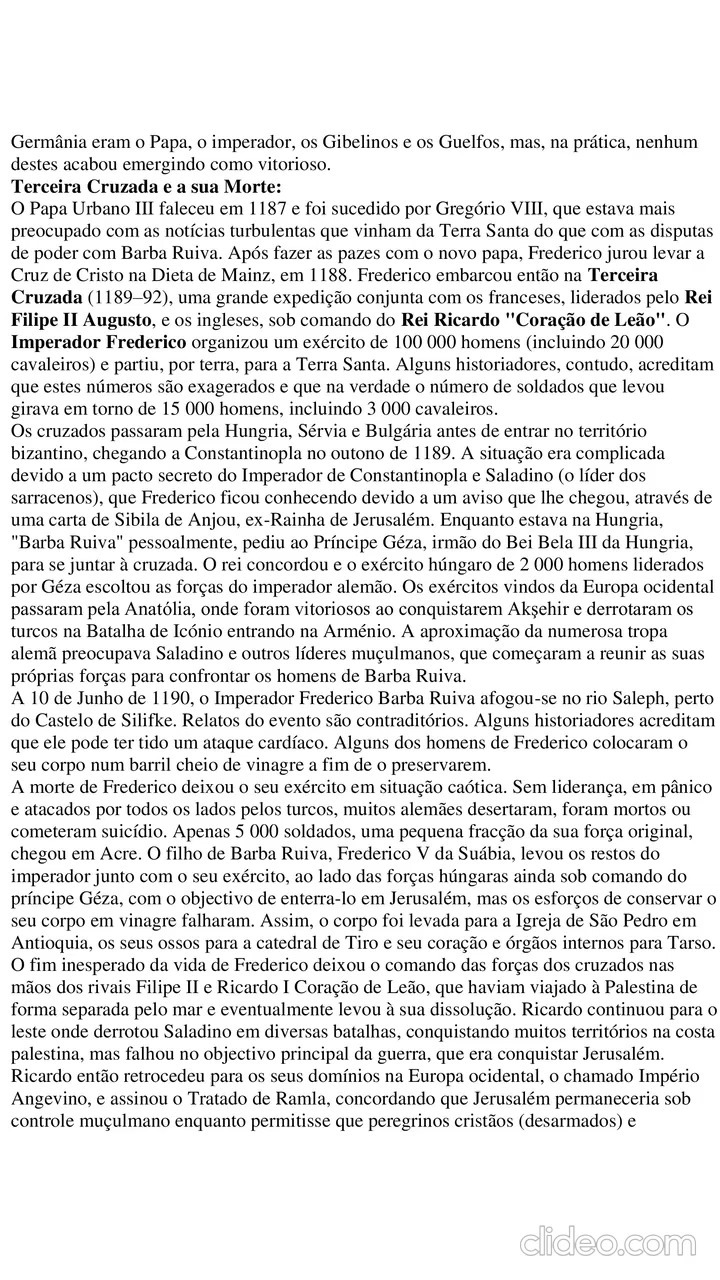 Germânia eram o Papa, o imperador, os Gibelinos e os Guelfos, mas, na prática, nenhum
destes acabou emergindo como vitorioso.
Terceira Cruzada e a sua Morte:
O Papa Urbano III faleceu em 1187 e foi sucedido por Gregório VIII, que estava mais
preocupado com as notícias turbulentas que vinham da Terra Santa do que com as disputas
de poder com Barba Ruiva. Após fazer as pazes com o novo papa, Frederico jurou levar a
Cruz de Cristo na Dieta de Mainz, em 1188. Frederico embarcou então na Terceira
Cruzada (1189–92), uma grande expedição conjunta com os franceses, liderados pelo Rei
Filipe II Augusto, e os ingleses, sob comando do Rei Ricardo "Coração de Leão". O
Imperador Frederico organizou um exército de 100 000 homens (incluindo 20 000
cavaleiros) e partiu, por terra, para a Terra Santa. Alguns historiadores, contudo, acreditam
que estes números são exagerados e que na verdade o número de soldados que levou
girava em torno de 15 000 homens, incluindo 3 000 cavaleiros.
Os cruzados passaram pela Hungria, Sérvia e Bulgária antes de entrar no território
bizantino, chegando a Constantinopla no outono de 1189. A situação era complicada
devido a um pacto secreto do Imperador de Constantinopla e Saladino (o líder dos
sarracenos), que Frederico ficou conhecendo devido a um aviso que lhe chegou, através de
uma carta de Sibila de Anjou, ex-Rainha de Jerusalém. Enquanto estava na Hungria,
"Barba Ruiva" pessoalmente, pediu ao Príncipe Géza, irmão do Bei Bela III da Hungria,
para se juntar à cruzada. O rei concordou e o exército húngaro de 2 000 homens liderados
por Géza escoltou as forças do imperador alemão. Os exércitos vindos da Europa ocidental
passaram pela Anatólia, onde foram vitoriosos ao conquistarem Akşehir e derrotaram os
turcos na Batalha de Icónio entrando na Arménio. A aproximação da numerosa tropa
alemã preocupava Saladino e outros líderes muçulmanos, que começaram a reunir as suas
próprias forças para confrontar os homens de Barba Ruiva.
A 10 de Junho de 1190, o Imperador Frederico Barba Ruiva afogou-se no rio Saleph, perto
do Castelo de Silifke. Relatos do evento são contraditórios. Alguns historiadores acreditam
que ele pode ter tido um ataque cardíaco. Alguns dos homens de Frederico colocaram o
seu corpo num barril cheio de vinagre a fim de o preservarem.
A morte de Frederico deixou o seu exército em situação caótica. Sem liderança, em pânico
e atacados por todos os lados pelos turcos, muitos alemães desertaram, foram mortos ou
cometeram suicídio. Apenas 5 000 soldados, uma pequena fracção da sua força original,
chegou em Acre. O filho de Barba Ruiva, Frederico V da Suábia, levou os restos do
imperador junto com o seu exército, ao lado das forças húngaras ainda sob comando do
príncipe Géza, com o objectivo de enterra-lo em Jerusalém, mas os esforços de conservar o
seu corpo em vinagre falharam. Assim, o corpo foi levada para a Igreja de São Pedro em
Antioquia, os seus ossos para a catedral de Tiro e seu coração e órgãos internos para Tarso.
O fim inesperado da vida de Frederico deixou o comando das forças dos cruzados nas
mãos dos rivais Filipe II e Ricardo I Coração de Leão, que haviam viajado à Palestina de
forma separada pelo mar e eventualmente levou à sua dissolução. Ricardo continuou para o
leste onde derrotou Saladino em diversas batalhas, conquistando muitos territórios na costa
palestina, mas falhou no objectivo principal da guerra, que era conquistar Jerusalém.
Ricardo então retrocedeu para os seus domínios na Europa ocidental, o chamado Império
Angevino, e assinou o Tratado de Ramla, concordando que Jerusalém permaneceria sob
controle muçulmano enquanto permitisse que peregrinos cristãos (desarmados) e
clideo.com